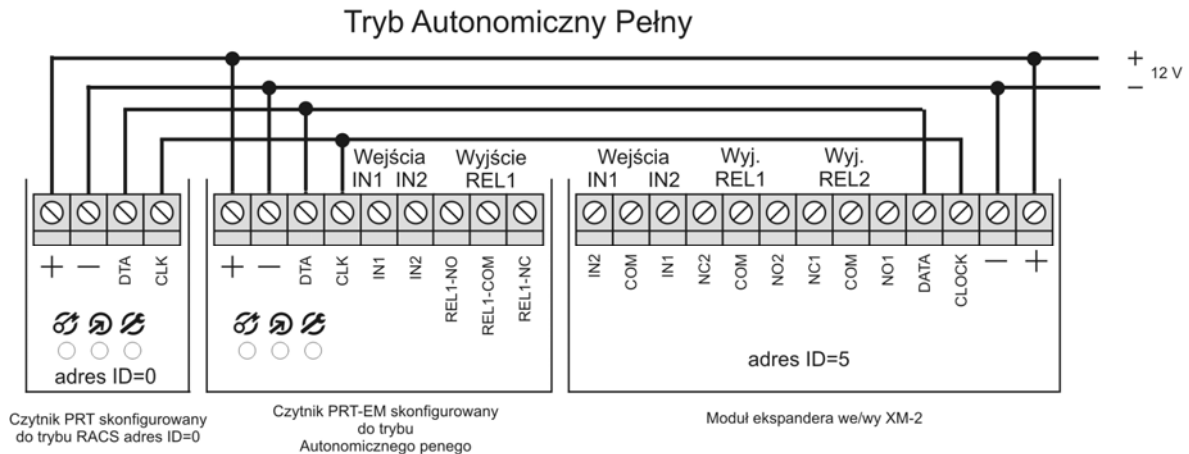 Tryb Autonomiczny Pełny
+
12 V
−
Wejścia
IN1 IN2
Wyjście
REL1
Wejścia
IN1 IN2
Wyj.
REL1
Wyj.
REL2
+ − DTA CLK
adres ID=0
+ − DTA CLK IN1 IN2 REL1-NO REL1-COM REL1-NC
IN2 COM IN1 NC2 COM NO2 NC1 COM NO1 DATA CLOCK − +
adres ID=5
Czytnik PRT skonfigurowany
do trybu RACS adres ID=0
Czytnik PRT-EM skonfigurowany
do trybu
Autonomicznego penego
Moduł ekspandera we/wy XM-2